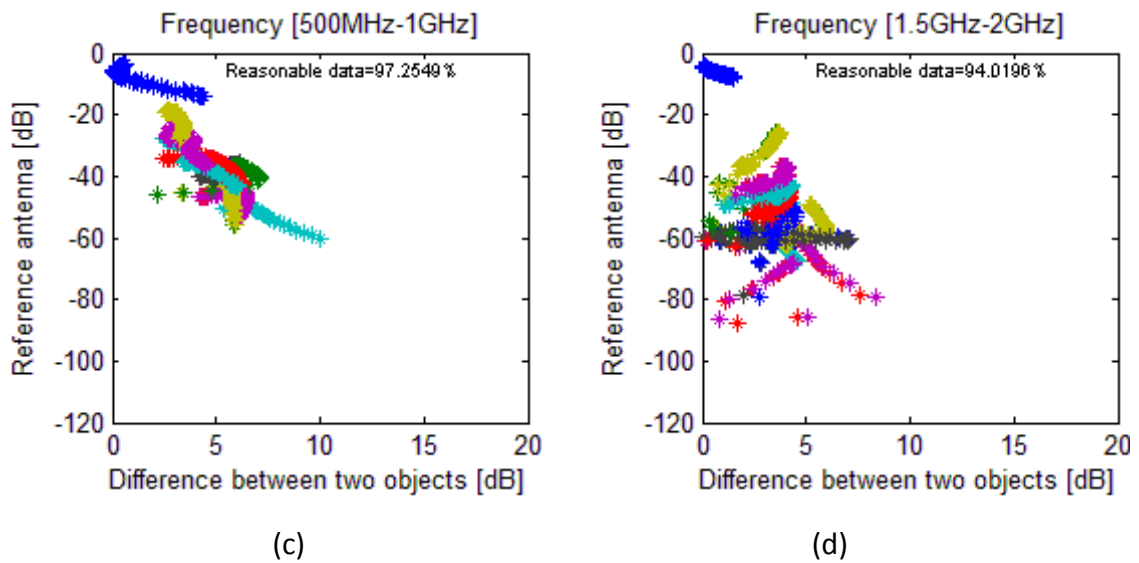 Frequency [500MHz-1GHz]
Reasonable data=97.2549%
0
-20
-40
-60
-80
-100
-120
Reference antenna [dB]
0 5 10 15 20
Difference between two objects [dB]
(c)
Frequency [1.5GHz-2GHz]
Reasonable data=94.0196%
0
-20
-40
-60
-80
-100
-120
Reference antenna [dB]
0 5 10 15 20
Difference between two objects [dB]
(d)